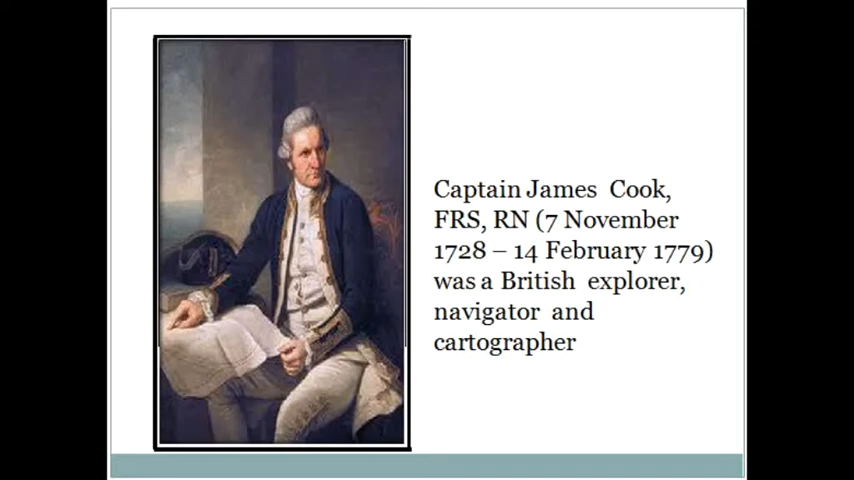 Captain James Cook,
FRS, RN (7 November
1728 – 14 February 1779)
was a British explorer,
navigator and
cartographer